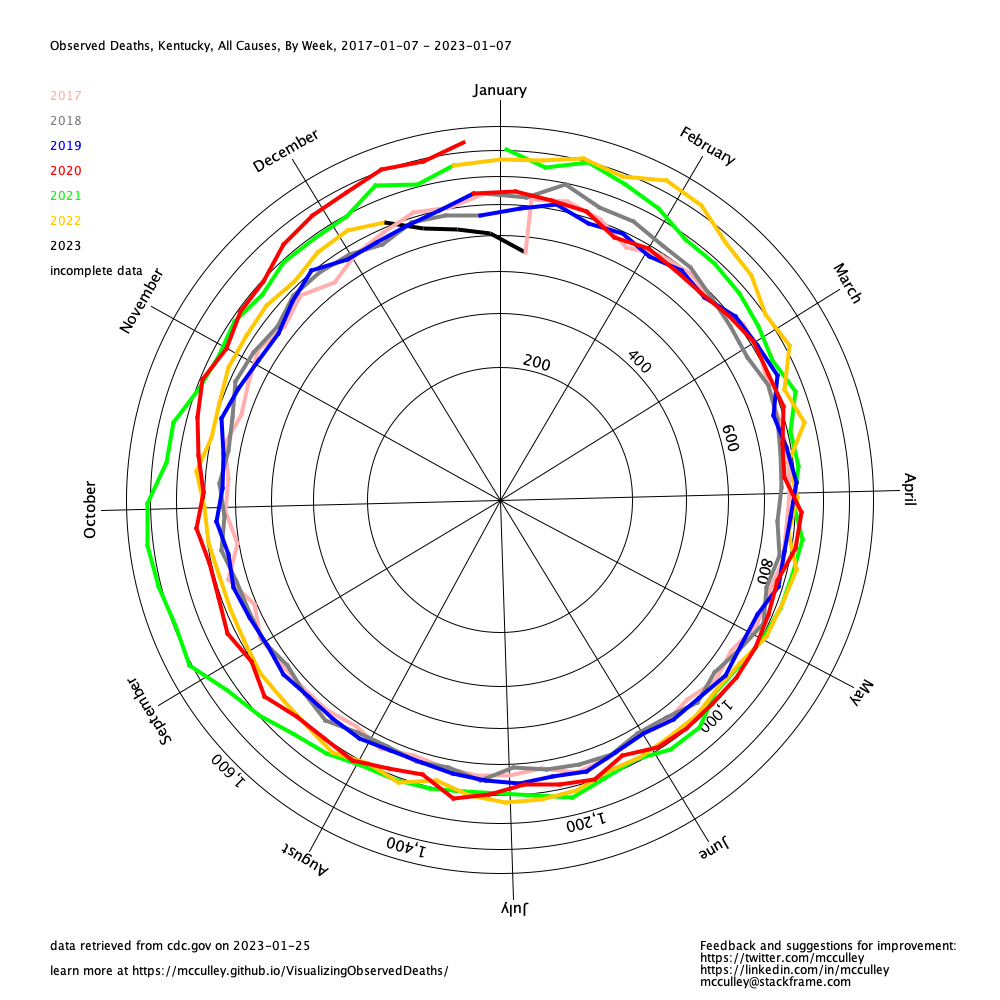 Observed Deaths, Kentucky, All Causes, By Week, 2017-01-07 - 2023-01-07
2017
2018
2019
2020
2021
2022
2023
incomplete data
January
February
March
April
May
June
July
August
September
October
November
December
200
400
600
800
1,000
1,200
1,400
1,600
data retrieved from cdc.gov on 2023-01-25
learn more at https://mcculley.github.io/VisualizingObservedDeaths/
Feedback and suggestions for improvement:
https://twitter.com/mcculley
https://linkedin.com/in/mcculley
mcculley@stackframe.com